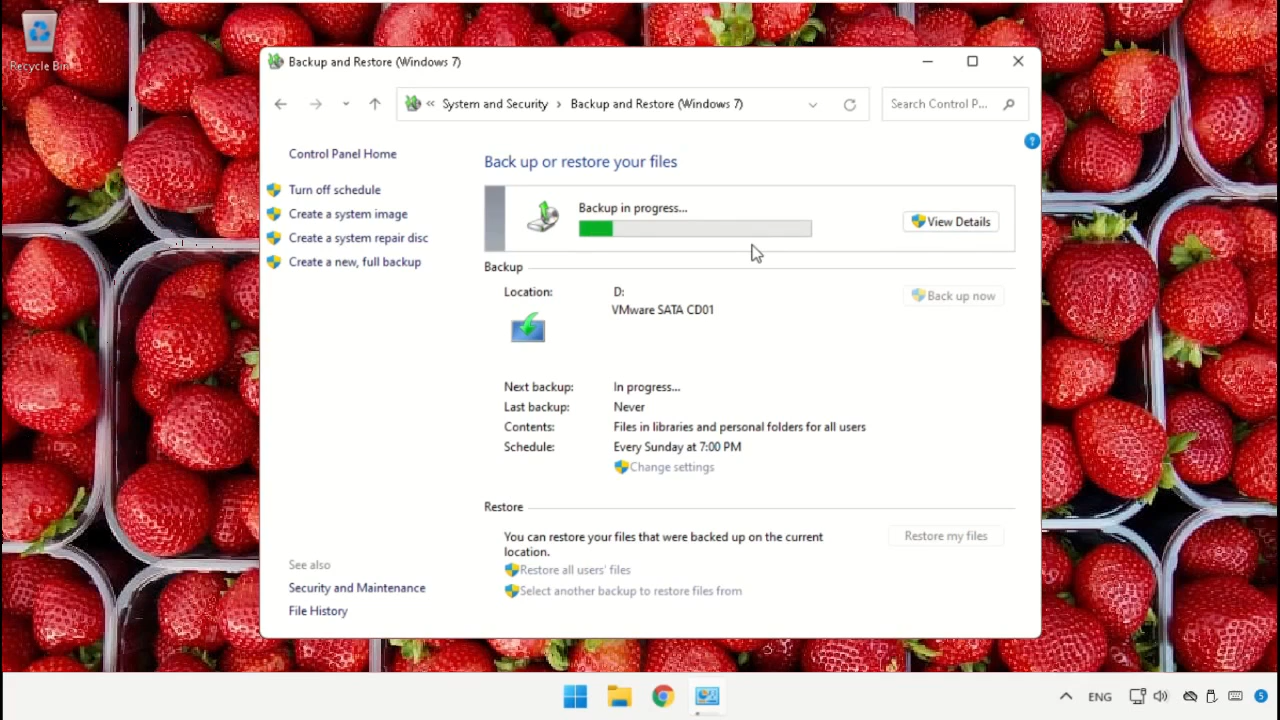 Recycle Bin
Backup and Restore (Windows 7)
« System and Security › Backup and Restore (Windows 7)
Search Control P...
?
Control Panel Home
Turn off schedule
Create a system image
Create a system repair disc
Create a new, full backup
See also
Security and Maintenance
File History
Back up or restore your files
Backup in progress...
View Details
Backup
Location: D:
VMware SATA CD01
Back up now
Next backup: In progress...
Last backup: Never
Contents: Files in libraries and personal folders for all users
Schedule: Every Sunday at 7:00 PM
Change settings
Restore
You can restore your files that were backed up on the current
location.
Restore my files
Restore all users' files
Select another backup to restore files from
ENG
5